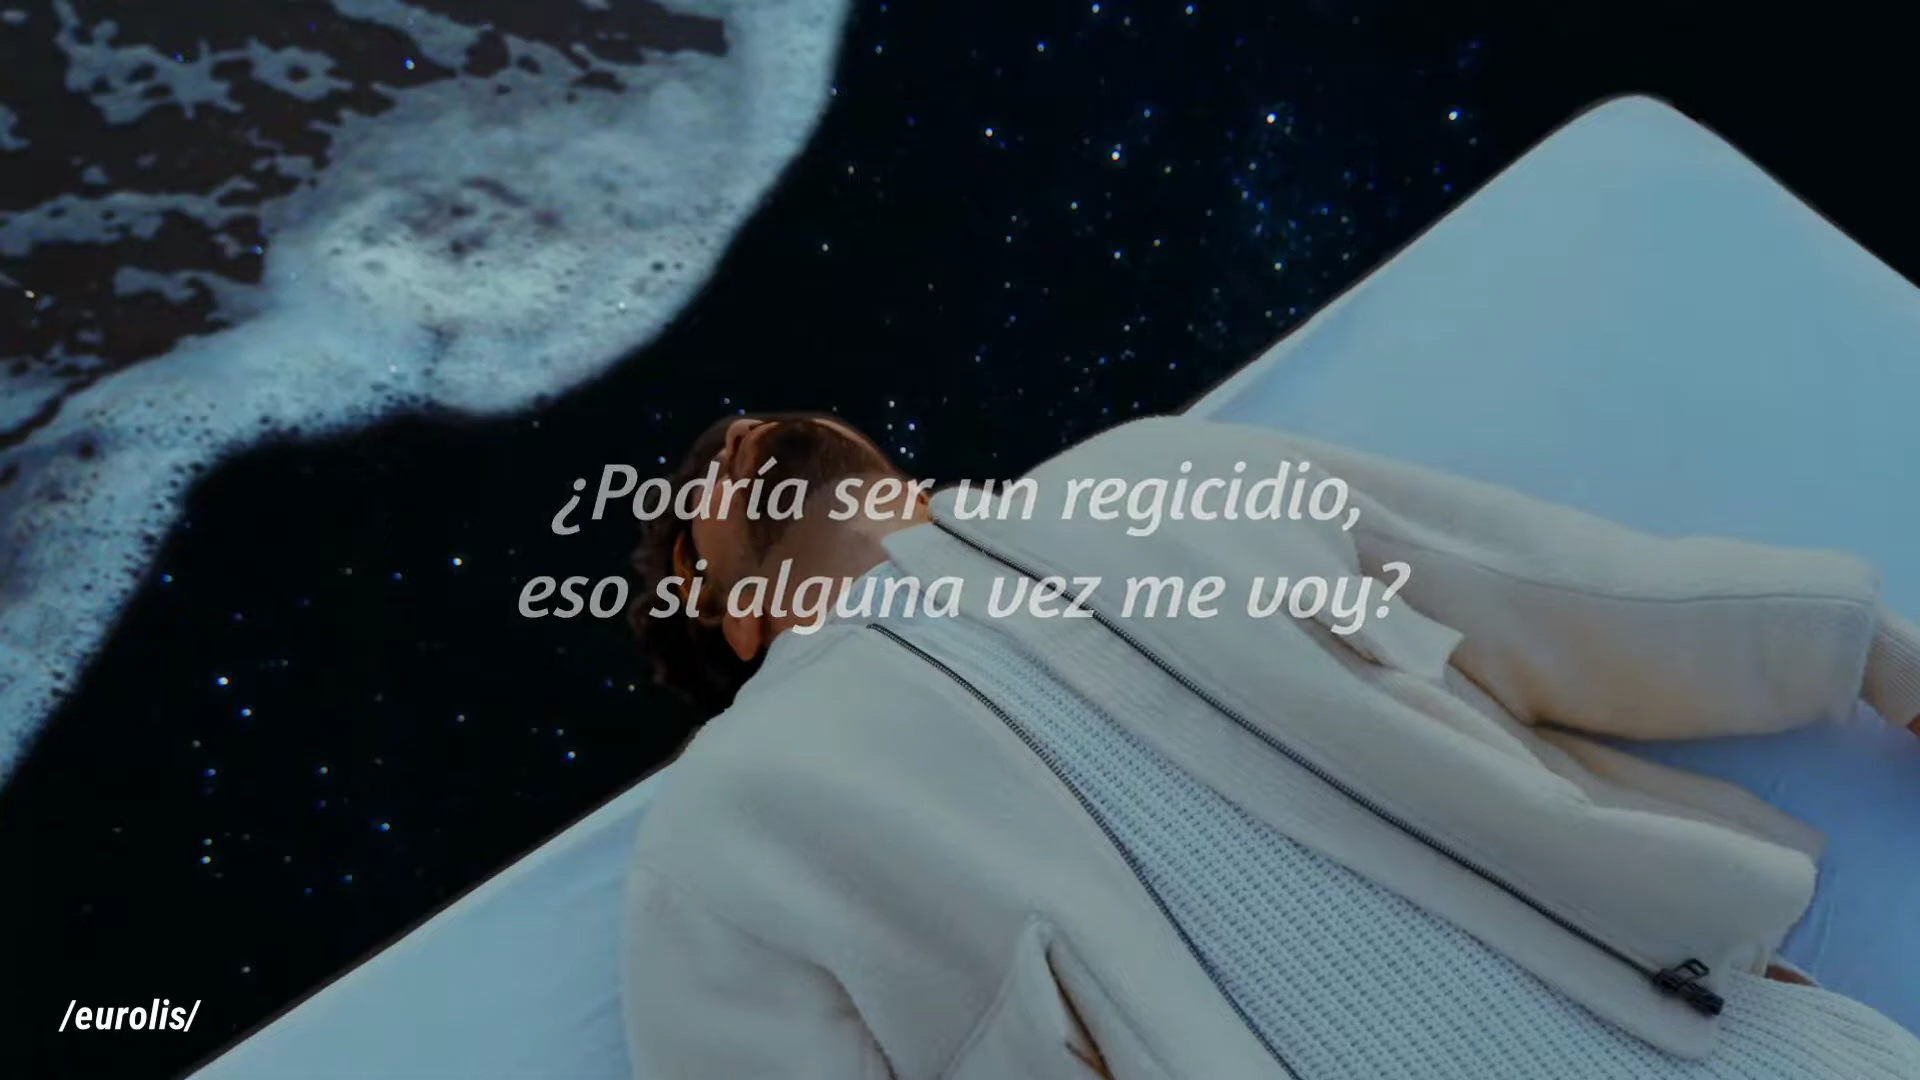 ¿Podría ser un regicidio,
eso si alguna vez me voy?
/eurolis/